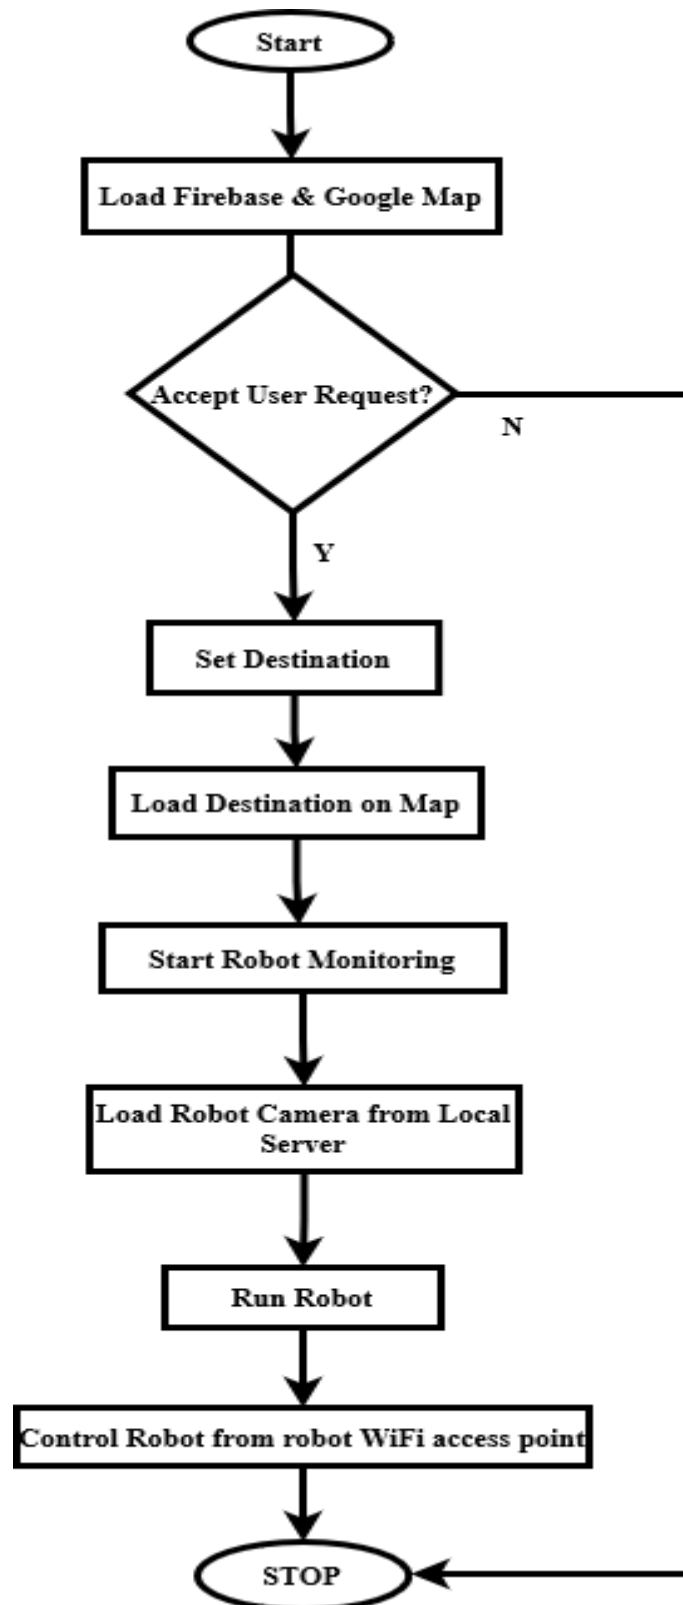 Start
Load Firebase & Google Map
Accept User Request?
N
Y
Set Destination
Load Destination on Map
Start Robot Monitoring
Load Robot Camera from Local
Server
Run Robot
Control Robot from robot WiFi access point
STOP